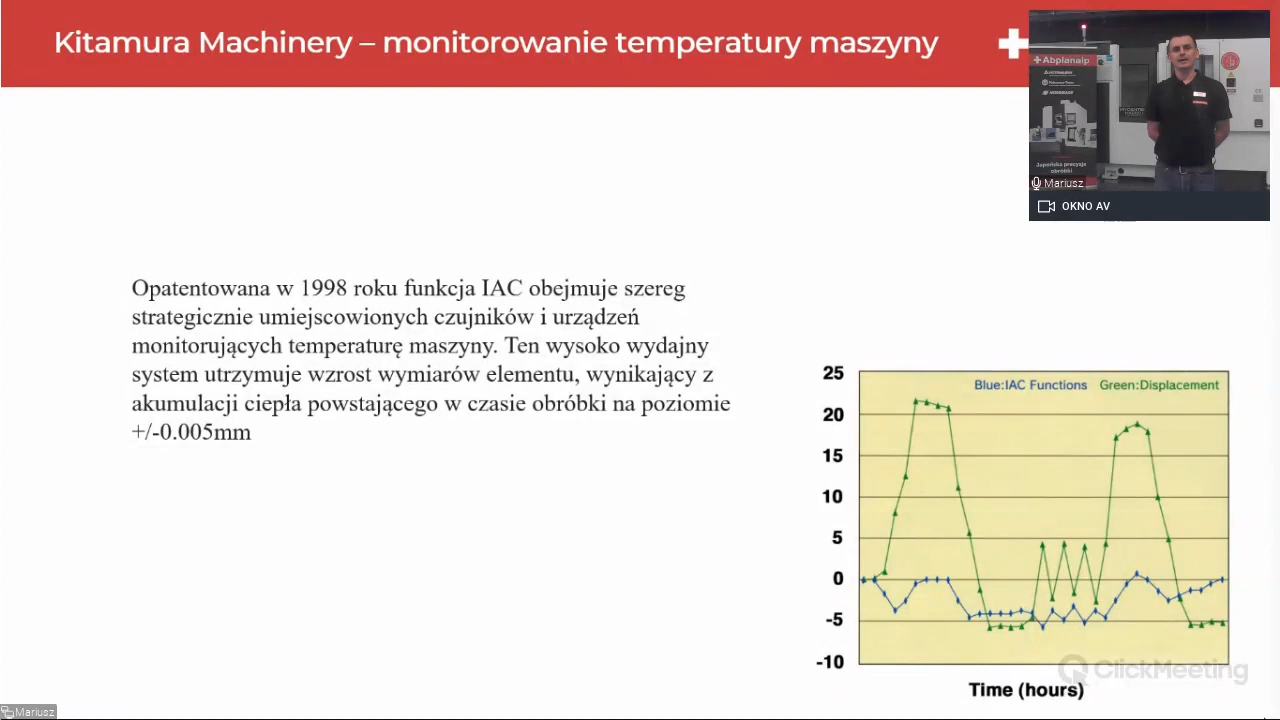 Kitamura Machinery – monitorowanie temperatury maszyny
Abplanalp
Japońska precyzja
obróbki
Mariusz
OKNO AV
Opatentowana w 1998 roku funkcja IAC obejmuje szereg
strategicznie umiejscowionych czujników i urządzeń
monitorujących temperaturę maszyny. Ten wysoko wydajny
system utrzymuje wzrost wymiarów elementu, wynikający z
akumulacji ciepła powstającego w czasie obróbki na poziomie
+/-0.005mm
Blue:IAC Functions Green:Displacement
25
20
15
10
5
0
-5
-10
Time (hours)
ClickMeeting
Mariusz